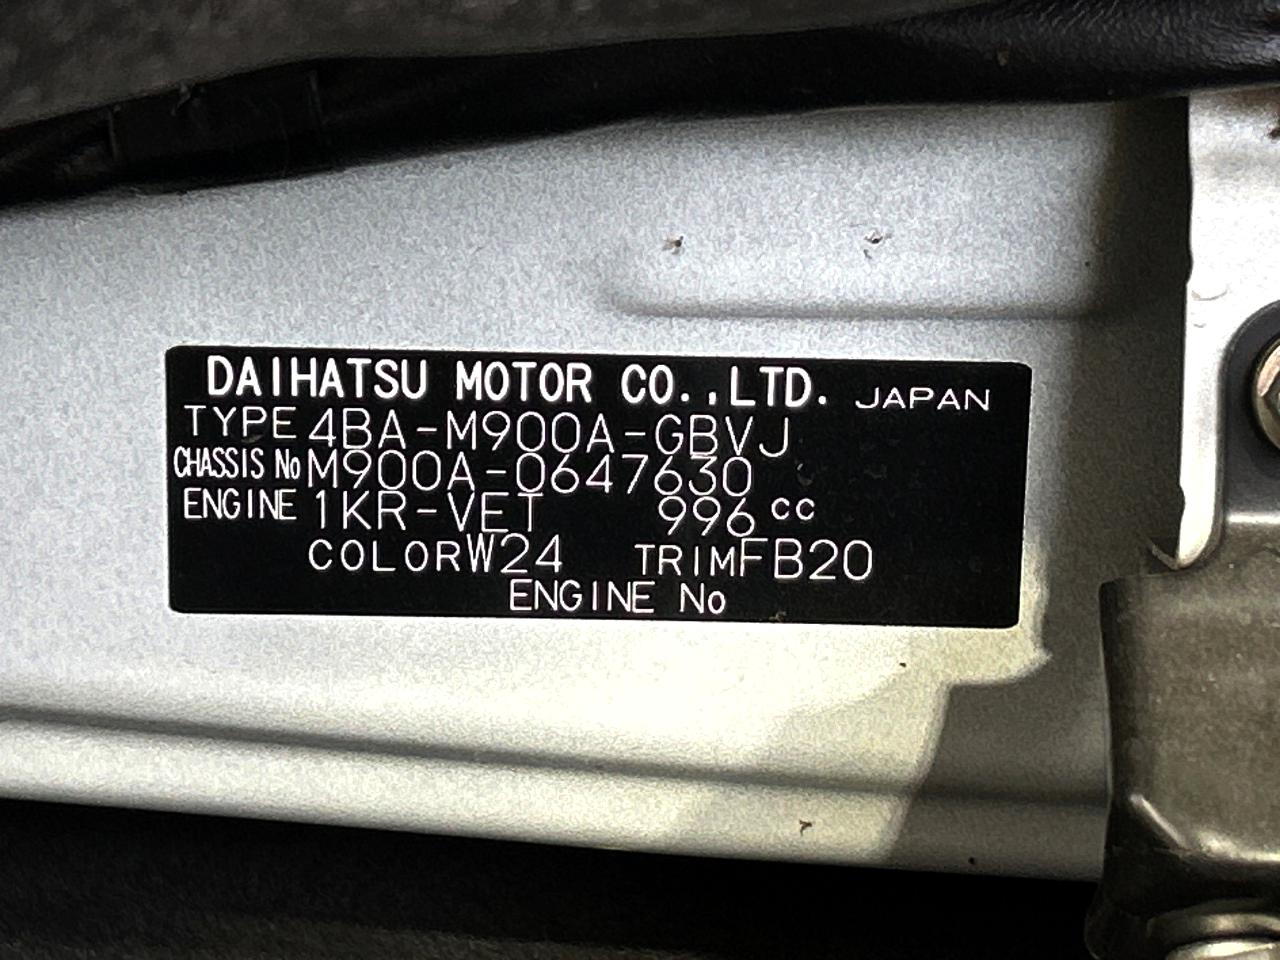 DAIHATSU MOTOR CO.,LTD. JAPAN
TYPE 4BA-M900A-GBVJ
CHASSIS No M900A-0647630
ENGINE 1KR-VET 996 cc
COLOR W24 TRIM FB20
ENGINE No